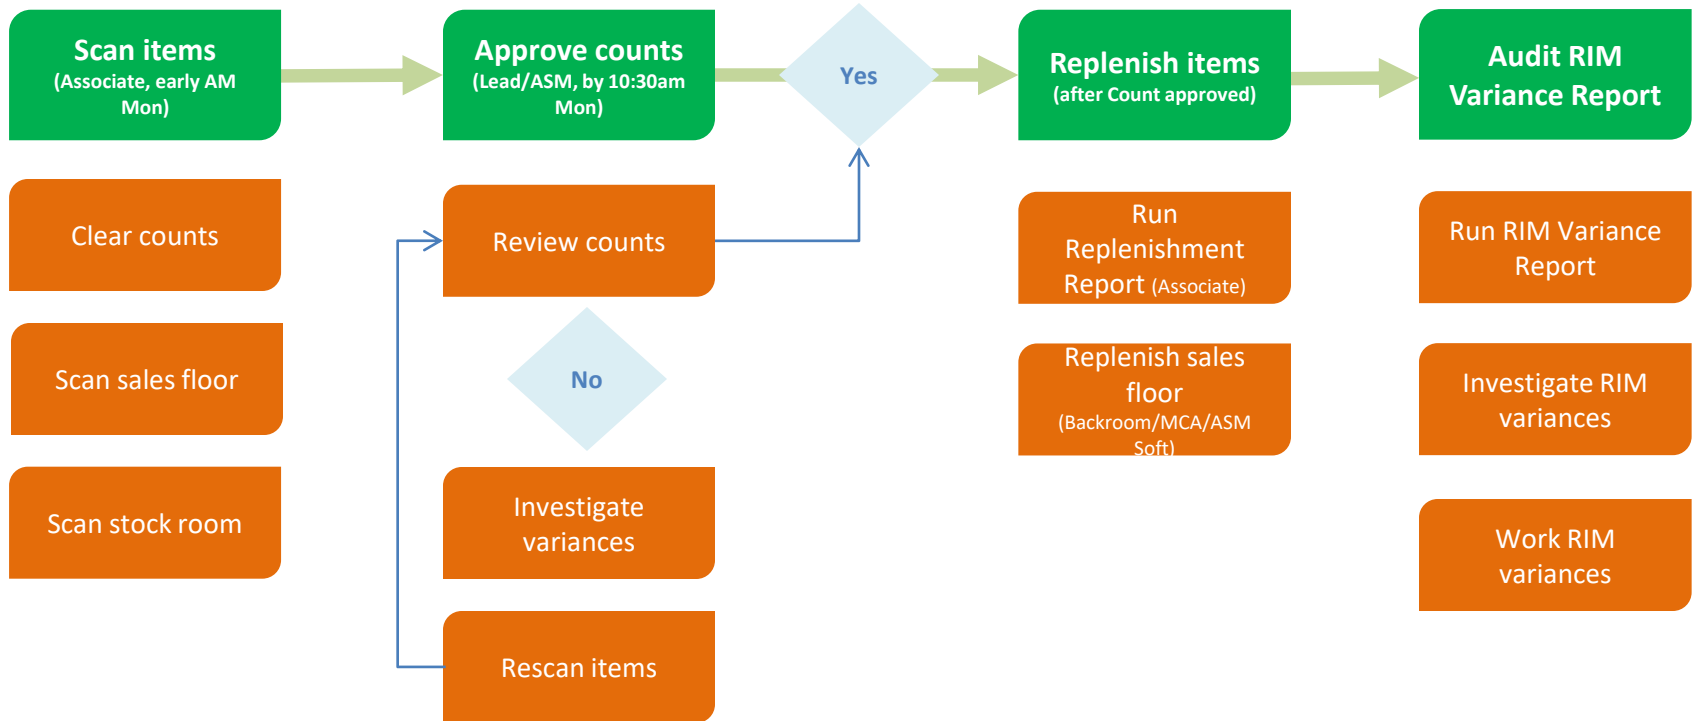 Scan items
(Associate, early AM
Mon)
Clear counts
Scan sales floor
Scan stock room
Approve counts
(Lead/ASM, by 10:30am
Mon)
Yes
Review counts
No
Investigate
variances
Rescan items
Replenish items
(after Count approved)
Run
Replenishment
Report (Associate)
Replenish sales
floor
(Backroom/MCA/ASM
Soft)
Audit RIM
Variance Report
Run RIM Variance
Report
Investigate RIM
variances
Work RIM
variances